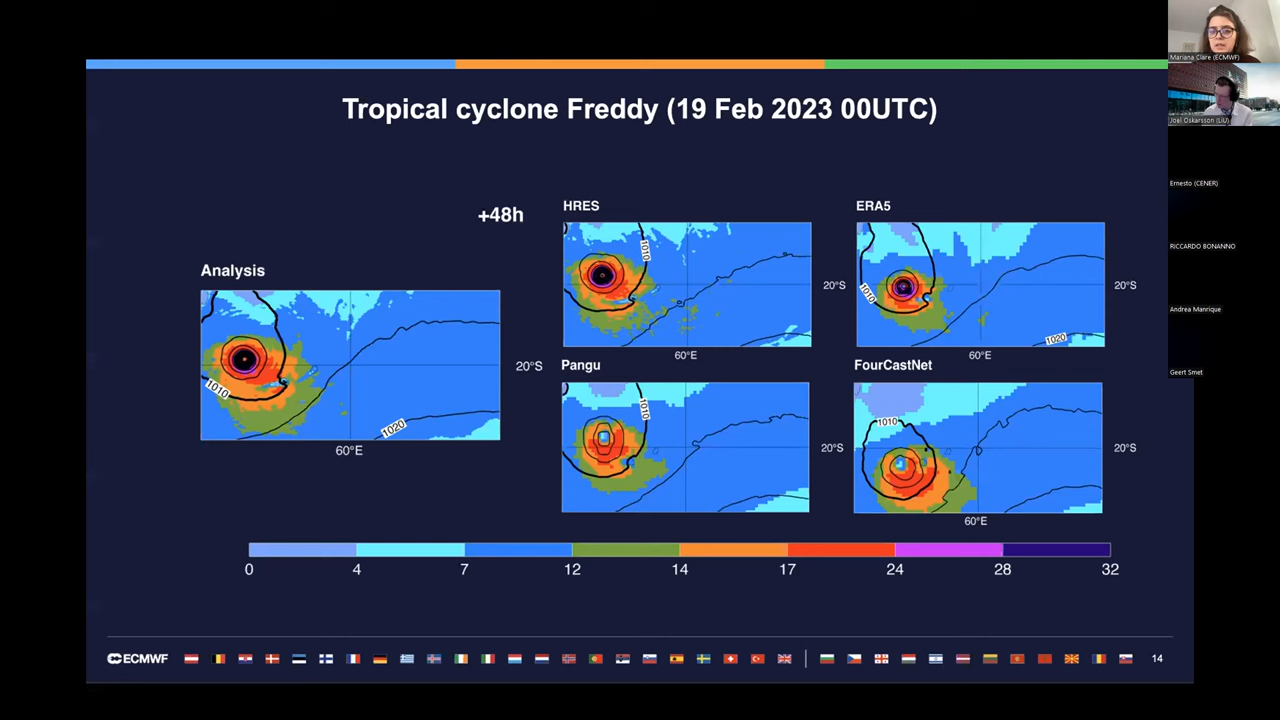 Tropical cyclone Freddy (19 Feb 2023 00UTC)
+48h
Analysis
1010
1020
20°S
60°E
HRES
1010
20°S
60°E
ERA5
1010
1020
20°S
60°E
Pangu
1010
20°S
FourCastNet
1010
20°S
60°E
0 4 7 12 14 17 24 28 32
ECMWF
14
Mariana Clare (ECMWF)
Joel Oskarsson (LiU)
Ernesto (CENER)
RICCARDO BONANNO
Andrea Manrique
Geert Smet